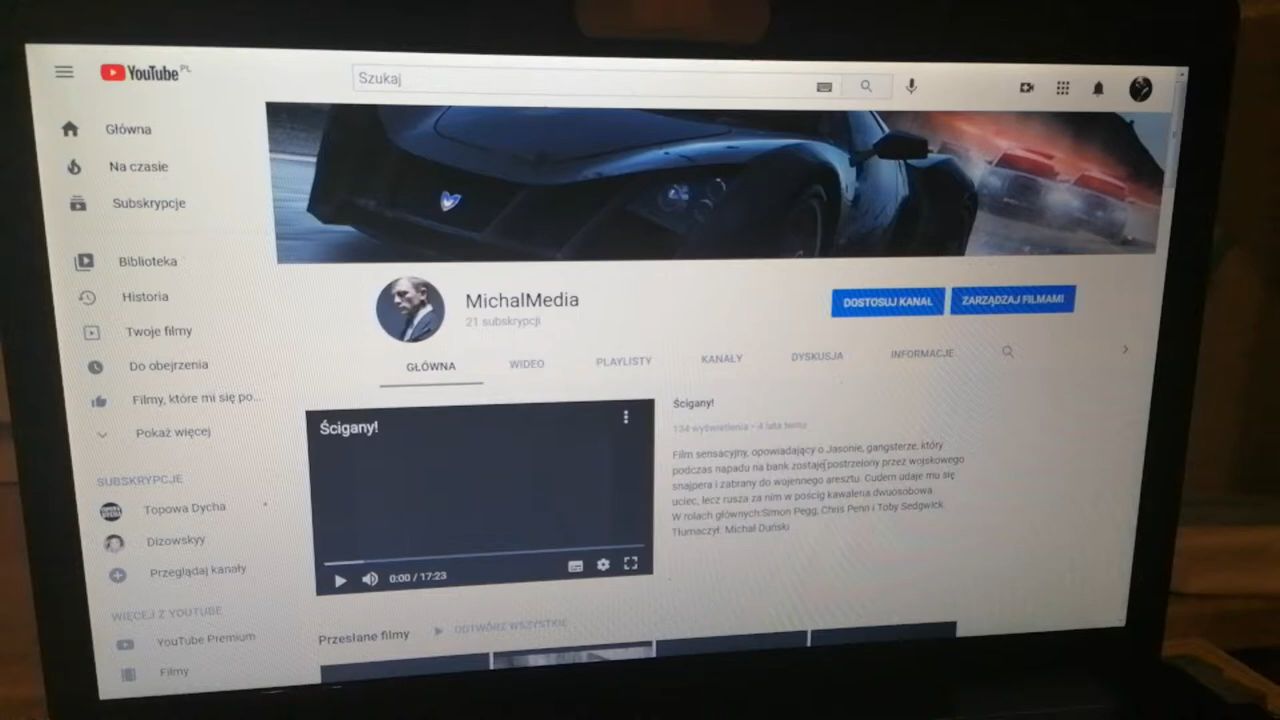 YouTube PL
Szukaj
Główna
Na czasie
Subskrypcje
Biblioteka
Historia
Twoje filmy
Do obejrzenia
Filmy, które mi się po...
Pokaż więcej
SUBSKRYPCJE
Topowa Dycha
Dizowskyy
Przeglądaj kanały
WIĘCEJ Z YOUTUBE
YouTube Premium
Filmy
MichalMedia
21 subskrypcji
DOSTOSUJ KANAŁ
ZARZĄDZAJ FILMAMI
GŁÓWNA
WIDEO
PLAYLISTY
KANAŁY
DYSKUSJA
INFORMACJE
Ścigany!
0:00 / 17:23
Ścigany!
134 wyświetlenia • 4 lata temu
Film sensacyjny, opowiadający o Jasonie, gangsterze, który
podczas napadu na bank zostaje postrzelony przez wojskowego
snajpera i zabrany do wojennego aresztu. Cudem udaje mu się
uciec, lecz rusza za nim w pościg kawaleria dwuosobowa.
W rolach głównych:Simon Pegg, Chris Penn i Toby Sedgwick.
Tłumaczył: Michał Duński
Przesłane filmy
ODTWÓRZ WSZYSTKIE